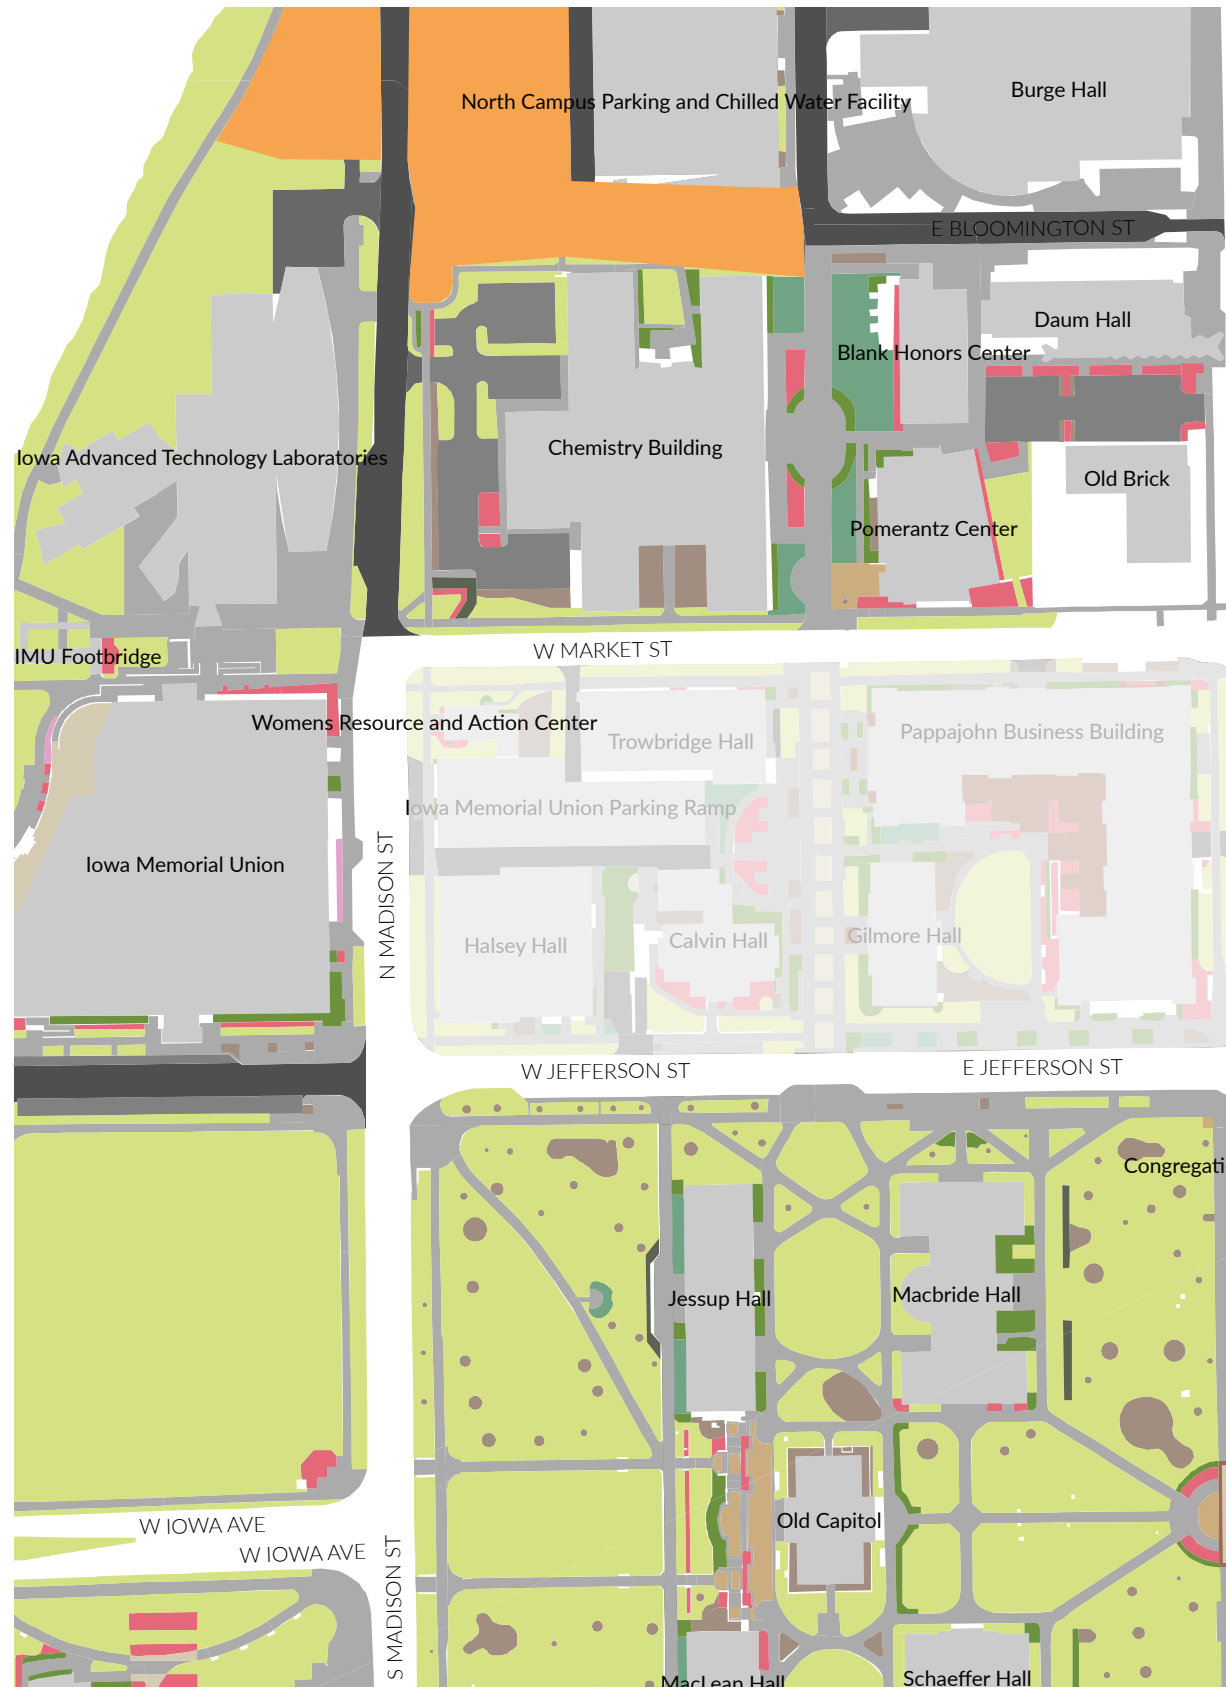 Burge Hall
North Campus Parking and Chilled Water Facility
E BLOOMINGTON ST
Daum Hall
Blank Honors Center
Chemistry Building
Iowa Advanced Technology Laboratories
Old Brick
Pomerantz Center
W MARKET ST
IMU Footbridge
Womens Resource and Action Center
Pappajohn Business Building
Trowbridge Hall
Iowa Memorial Union Parking Ramp
Iowa Memorial Union
N MADISON ST
Gilmore Hall
Calvin Hall
Halsey Hall
E JEFFERSON ST
W JEFFERSON ST
Congregati
Macbride Hall
Jessup Hall
Old Capitol
W IOWA AVE
W IOWA AVE
S MADISON ST
Schaeffer Hall
MacLean Hall